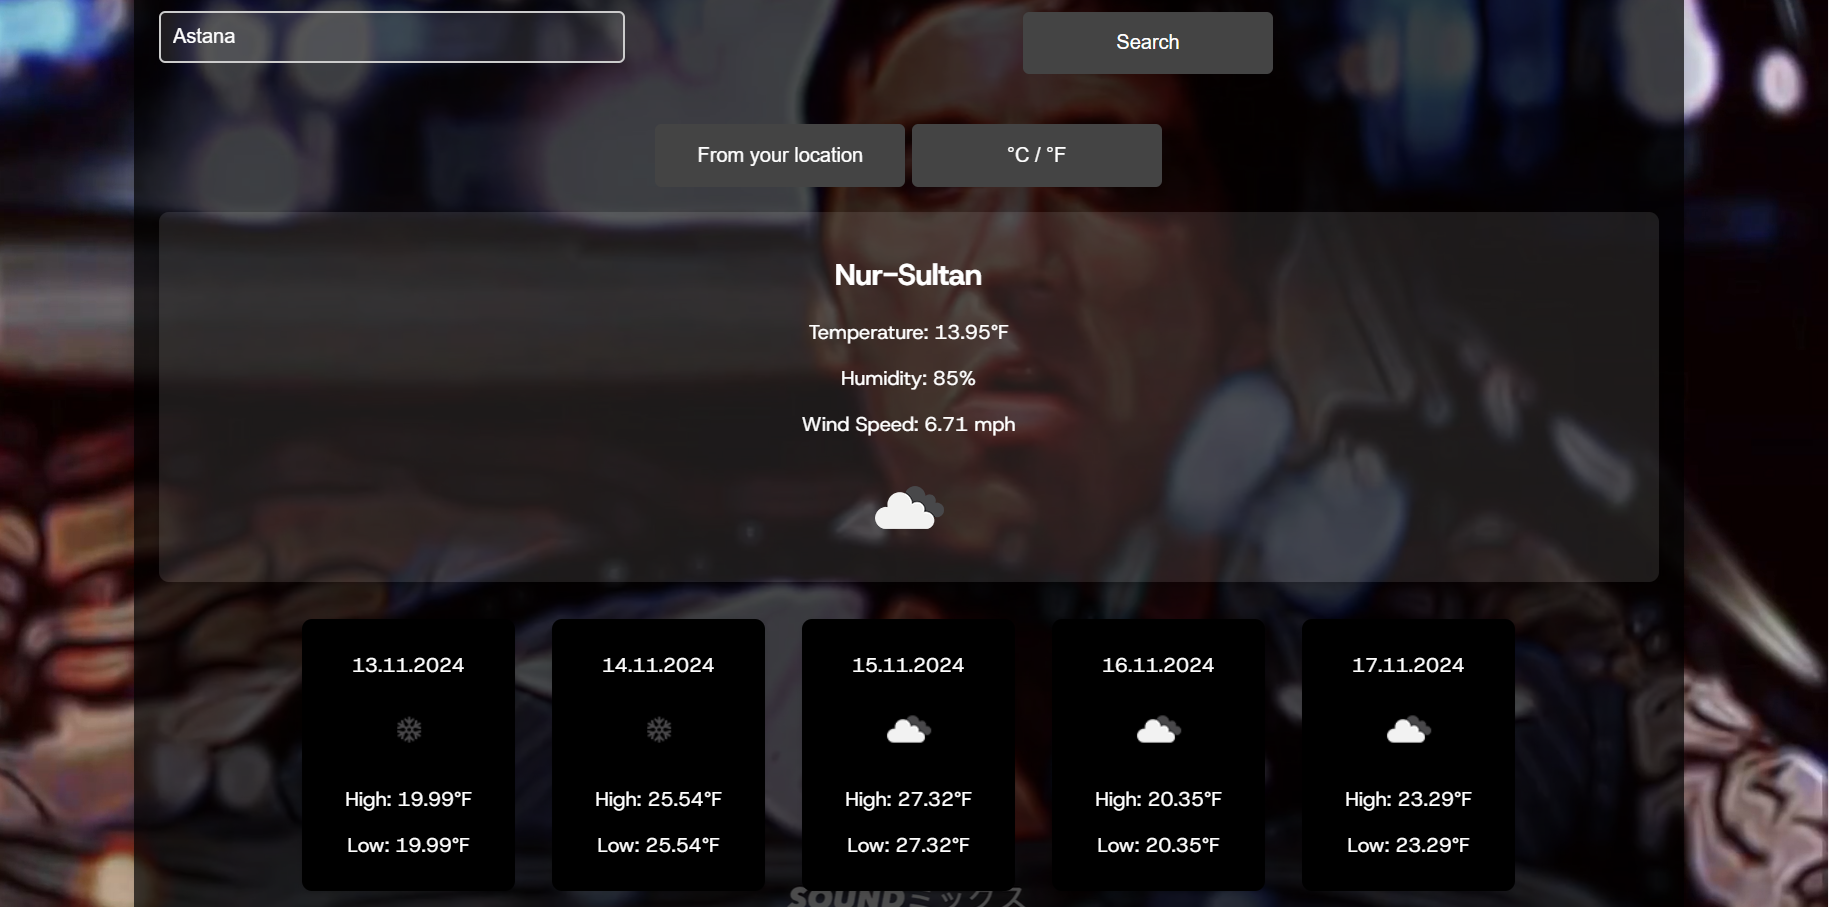 Astana
Search
From your location
°C / °F
Nur-Sultan
Temperature: 13.95°F
Humidity: 85%
Wind Speed: 6.71 mph
13.11.2024
High: 19.99°F
Low: 19.99°F
14.11.2024
High: 25.54°F
Low: 25.54°F
15.11.2024
High: 27.32°F
Low: 27.32°F
16.11.2024
High: 20.35°F
Low: 20.35°F
17.11.2024
High: 23.29°F
Low: 23.29°F
SOUNDミックス